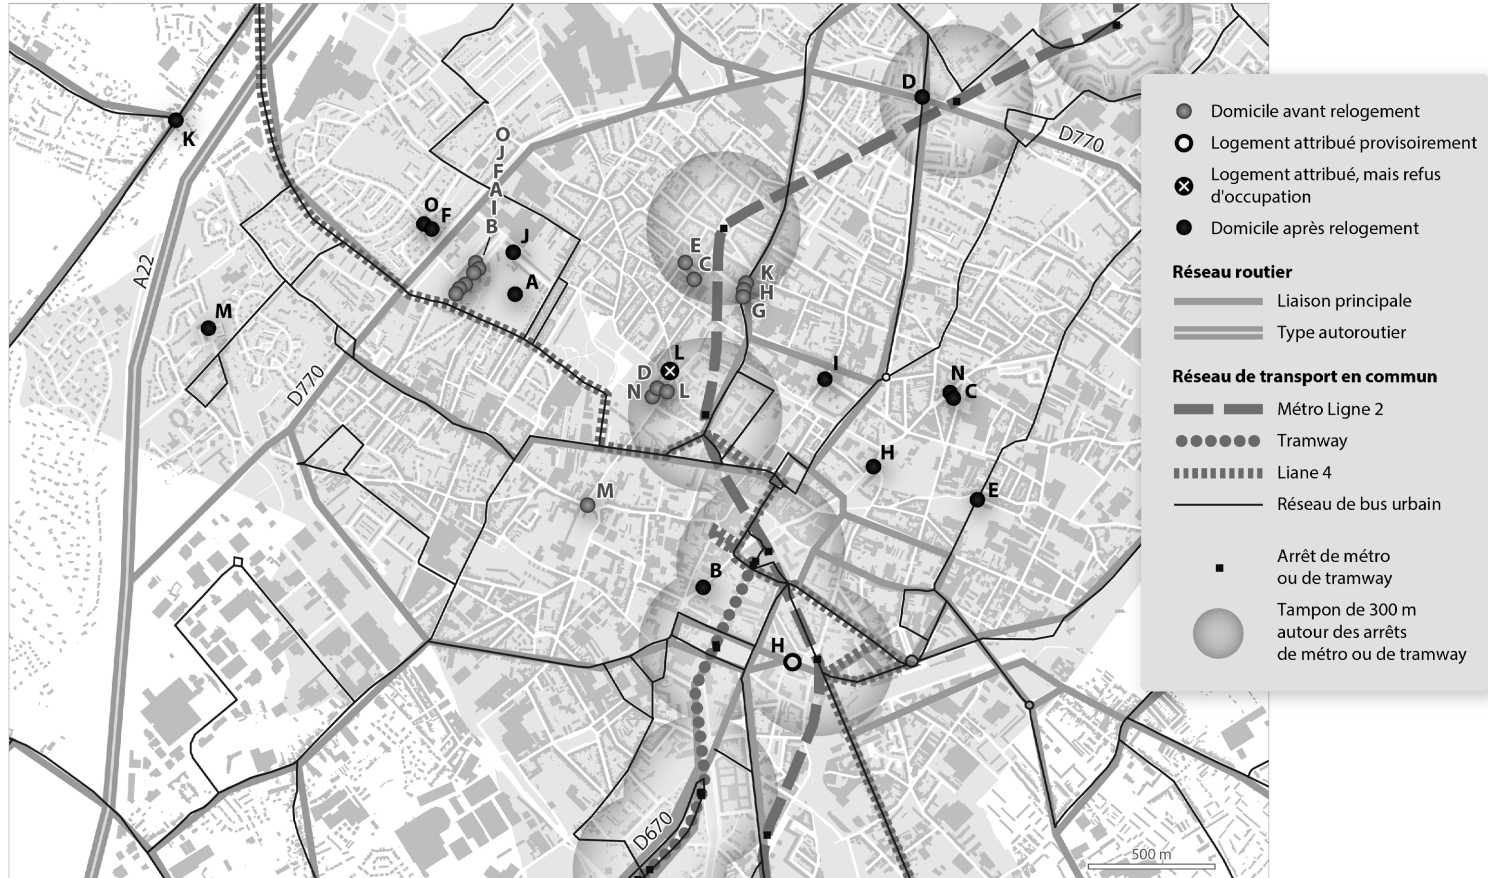 D
K
O
J
F
A
I
B
D770
O
F
J
A
E
C
K
H
G
A22
M
D770
L
D
N
L
I
N
C
H
E
M
B
H
D670
500 m
Domicile avant relogement
Logement attribué provisoirement
Logement attribué, mais refus
d'occupation
Domicile après relogement
Réseau routier
Liaison principale
Type autoroutier
Réseau de transport en commun
Métro Ligne 2
Tramway
Liane 4
Réseau de bus urbain
Arrêt de métro
ou de tramway
Tampon de 300 m
autour des arrêts
de métro ou de tramway